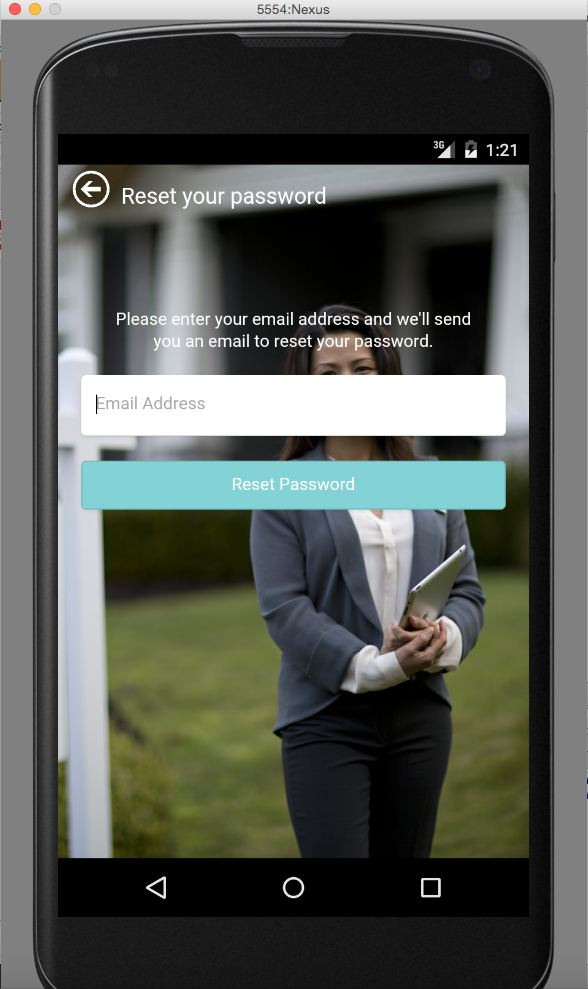 5554:Nexus
3G 1:21
Reset your password
Please enter your email address and we'll send
you an email to reset your password.
Email Address
Reset Password